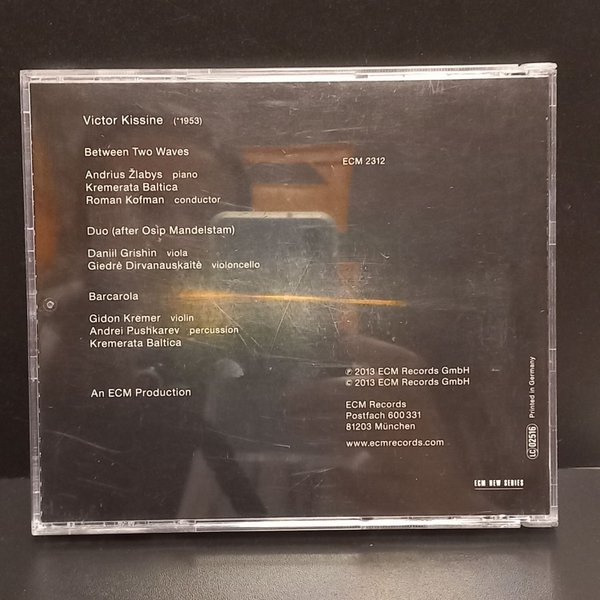 Victor Kissine (*1953)
Between Two Waves
ECM 2312
Andrius Žlabys piano
Kremerata Baltica
Roman Kofman conductor
Duo (after Osìp Mandelstam)
Daniil Grishin viola
Giedrè Dirvanauskaitè violoncello
Barcarola
Gidon Kremer violin
Andrei Pushkarev percussion
Kremerata Baltica
℗ 2013 ECM Records GmbH
© 2013 ECM Records GmbH
An ECM Production
ECM Records
Postfach 600 331
81203 München
www.ecmrecords.com
LC 02516
Printed in Germany
ECM NEW SERIES